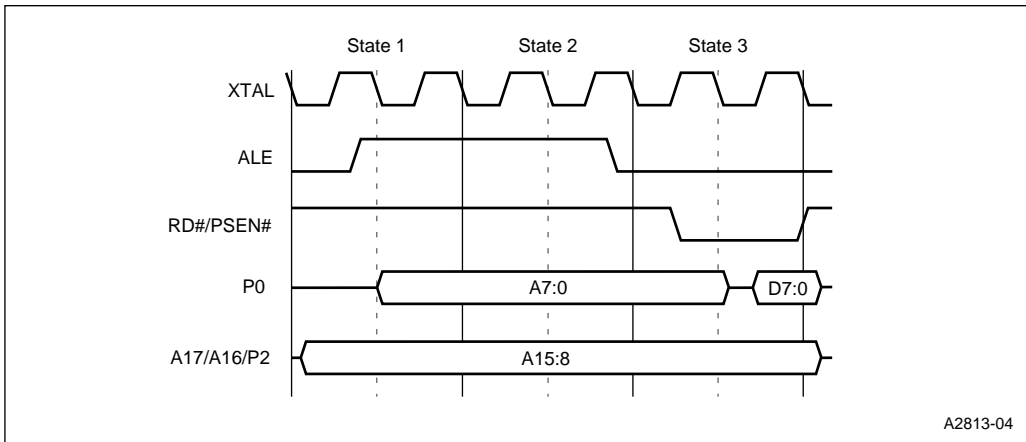 State 1 State 2 State 3
XTAL
ALE
RD#/PSEN#
P0 A7:0 D7:0
A17/A16/P2 A15:8
A2813-04